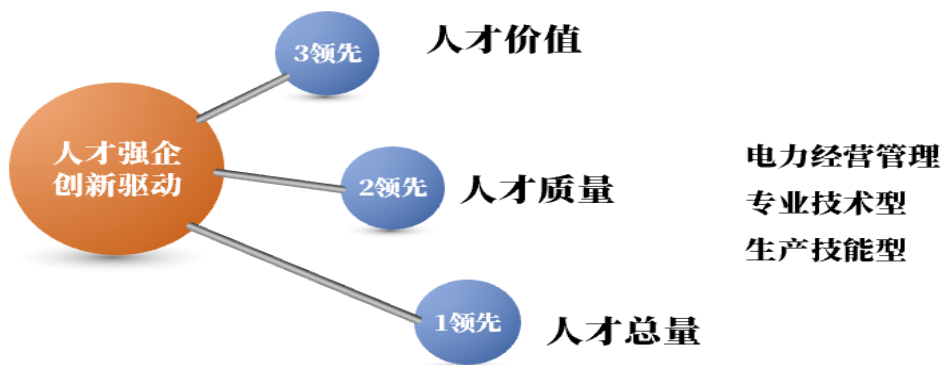 3领先
人才价值
人才强企
创新驱动
2领先
人才质量
电力经营管理
专业技术型
生产技能型
1领先
人才总量